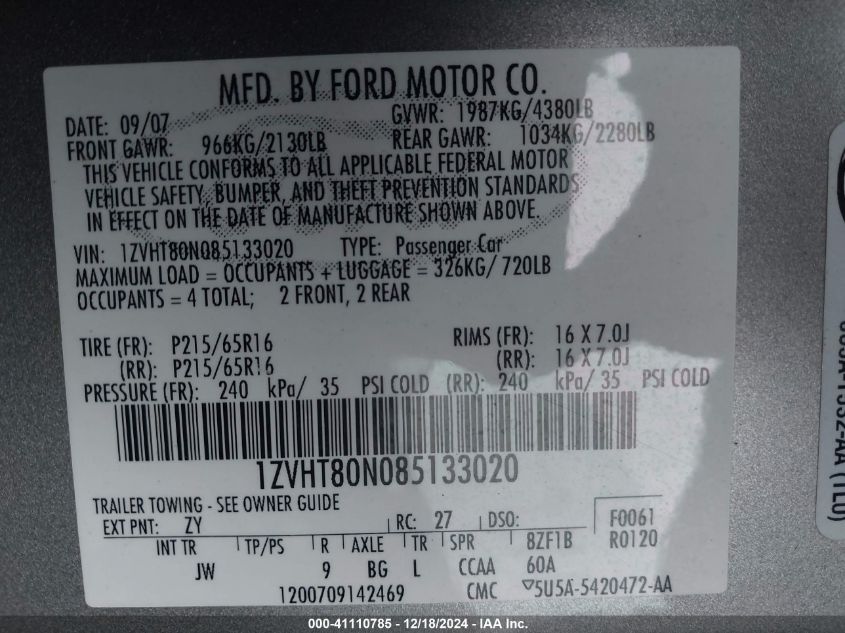 MFD. BY FORD MOTOR CO.
DATE: 09/07 GVWR: 1987KG/4380LB
FRONT GAWR: 966KG/2130LB REAR GAWR: 1034KG/2280LB
THIS VEHICLE CONFORMS TO ALL APPLICABLE FEDERAL MOTOR
VEHICLE SAFETY, BUMPER, AND THEFT PREVENTION STANDARDS
IN EFFECT ON THE DATE OF MANUFACTURE SHOWN ABOVE.
VIN: 1ZVHT80N085133020 TYPE: Passenger Car
MAXIMUM LOAD = OCCUPANTS + LUGGAGE = 326KG/ 720LB
OCCUPANTS = 4 TOTAL; 2 FRONT, 2 REAR
TIRE (FR): P215/65R16 RIMS (FR): 16 X 7.0J
(RR): P215/65R16 (RR): 16 X 7.0J
PRESSURE (FR): 240 kPa/ 35 PSI COLD (RR): 240 kPa/ 35 PSI COLD
1ZVHT80N085133020
TRAILER TOWING - SEE OWNER GUIDE
EXT PNT: ZY RC: 27 DSO: F0061
INT TR TP/PS R AXLE TR SPR 8ZF1B R0120
JW 9 BG L CCAA 60A
1200709142469 CMC ▽5U5A-5420472-AA
000-41110785 - 12/18/2024 - IAA Inc.